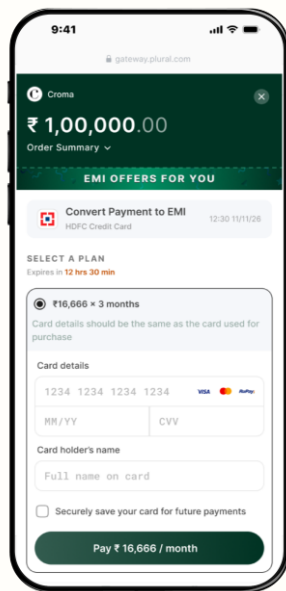 9:41
gateway.plural.com
Croma
₹ 1,00,000.00
Order Summary
EMI OFFERS FOR YOU
Convert Payment to EMI 12:30 11/11/26
HDFC Credit Card
SELECT A PLAN
Expires in 12 hrs 30 min
₹16,666 × 3 months
Card details should be the same as the card used for
purchase
Card details
1234 1234 1234 1234 VISA RuPay
MM/YY CVV
Card holder's name
Full name on card
Securely save your card for future payments
Pay ₹ 16,666 / month